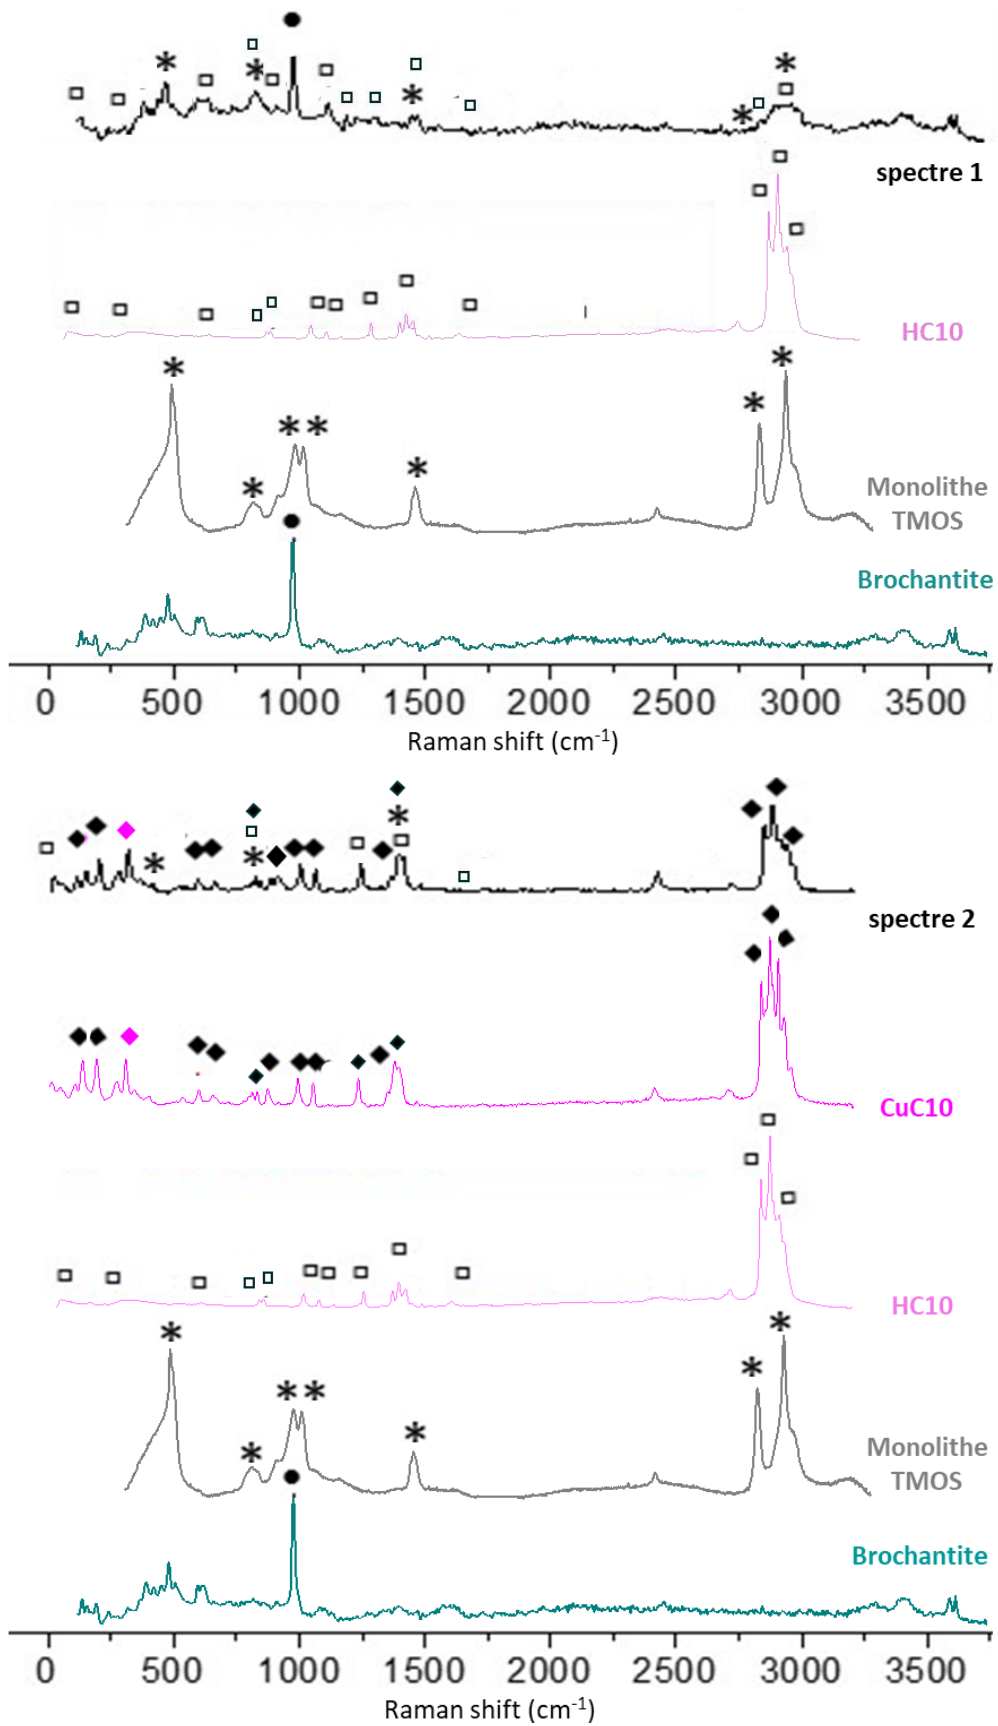 spectre 1
HC10
Monolithe
TMOS
Brochantite
0 500 1000 1500 2000 2500 3000 3500
Raman shift (cm⁻¹)
spectre 2
CuC10
HC10
Monolithe
TMOS
Brochantite
0 500 1000 1500 2000 2500 3000 3500
Raman shift (cm⁻¹)